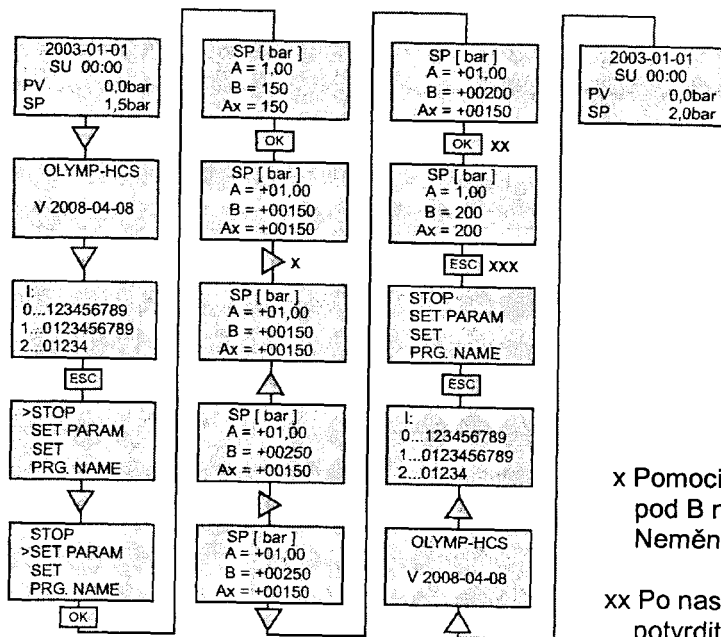 2003-01-01
SU 00:00
PV 0,0bar
SP 1,5bar
OLYMP-HCS
V 2008-04-08
I:
0...123456789
1...0123456789
2...01234
ESC
>STOP
SET PARAM
SET
PRG. NAME
STOP
>SET PARAM
SET
PRG. NAME
OK
SP [ bar ]
A = 1,00
B = 150
Ax = 150
OK
SP [ bar ]
A = +01,00
B = +00150
Ax = +00150
x
SP [ bar ]
A = +01,00
B = +00150
Ax = +00150
SP [ bar ]
A = +01,00
B = +00250
Ax = +00150
SP [ bar ]
A = +01,00
B = +00250
Ax = +00150
SP [ bar ]
A = +01,00
B = +00200
Ax = +00150
OK xx
SP [ bar ]
A = 1,00
B = 200
Ax = 200
ESC xxx
STOP
SET PARAM
SET
PRG. NAME
ESC
I:
0...123456789
1...0123456789
2...01234
OLYMP-HCS
V 2008-04-08
2003-01-01
SU 00:00
PV 0,0bar
SP 2,0bar
x Pomocí
pod B n
Neměn
xx Po nas
potvrdit